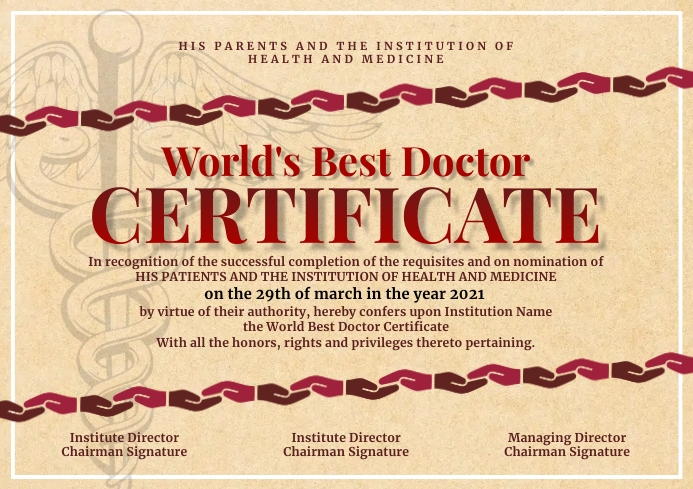 HIS PARENTS AND THE INSTITUTION OF
HEALTH AND MEDICINE
World's Best Doctor
CERTIFICATE
In recognition of the successful completion of the requisites and on nomination of
HIS PATIENTS AND THE INSTITUTION OF HEALTH AND MEDICINE
on the 29th of march in the year 2021
by virtue of their authority, hereby confers upon Institution Name
the World Best Doctor Certificate
With all the honors, rights and privileges thereto pertaining.
Institute Director Institute Director Managing Director
Chairman Signature Chairman Signature Chairman Signature